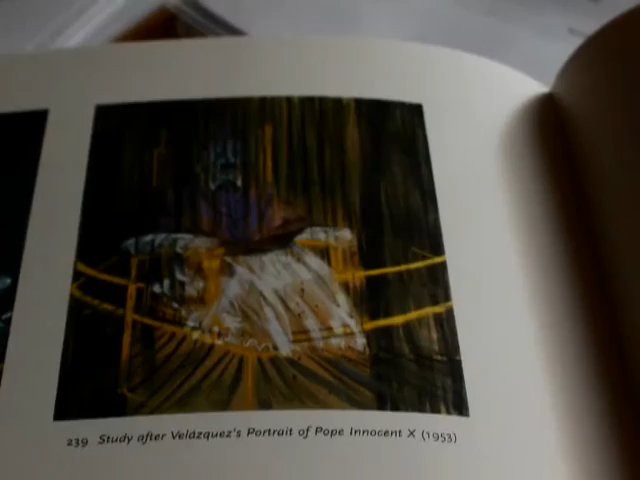 239 Study after Velázquez's Portrait of Pope Innocent X (1953)